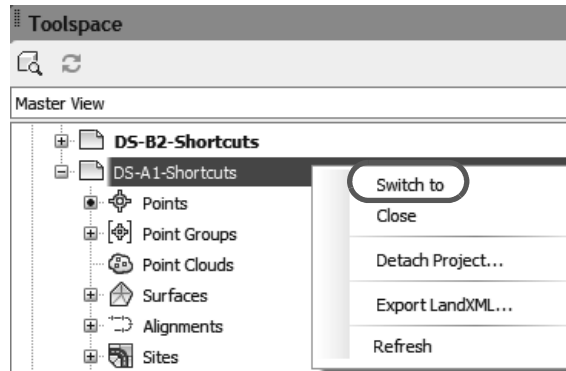 Toolspace
Master View
DS-B2-Shortcuts
DS-A1-Shortcuts
Switch to
Points
Close
Point Groups
Point Clouds
Detach Project...
Surfaces
Export LandXML...
Alignments
Refresh
Sites